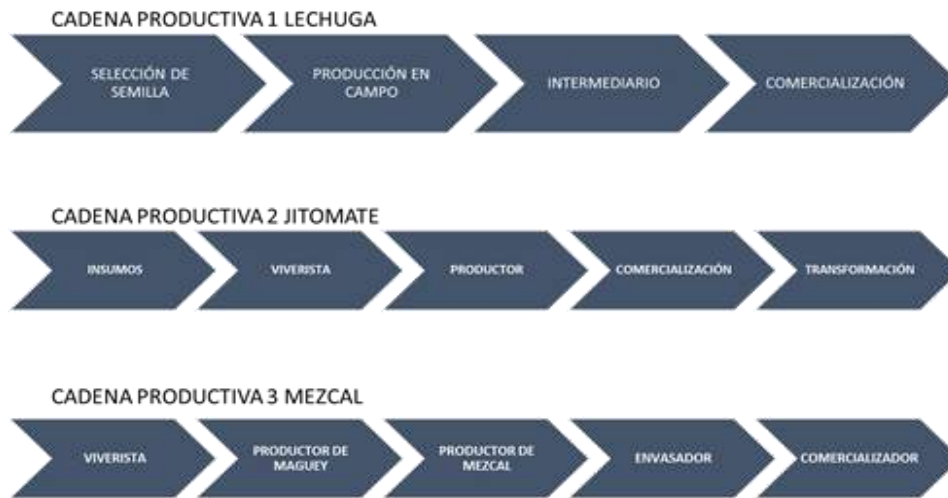 CADENA PRODUCTIVA 1 LECHUGA
SELECCIÓN DE
SEMILLA
PRODUCCIÓN EN
CAMPO
INTERMEDIARIO
COMERCIALIZACIÓN
CADENA PRODUCTIVA 2 JITOMATE
INSUMOS
VIVERISTA
PRODUCTOR
COMERCIALIZACIÓN
TRANSFORMACIÓN
CADENA PRODUCTIVA 3 MEZCAL
VIVERISTA
PRODUCTOR DE
MAGUEY
PRODUCTOR DE
MEZCAL
ENVASADOR
COMERCIALIZADOR